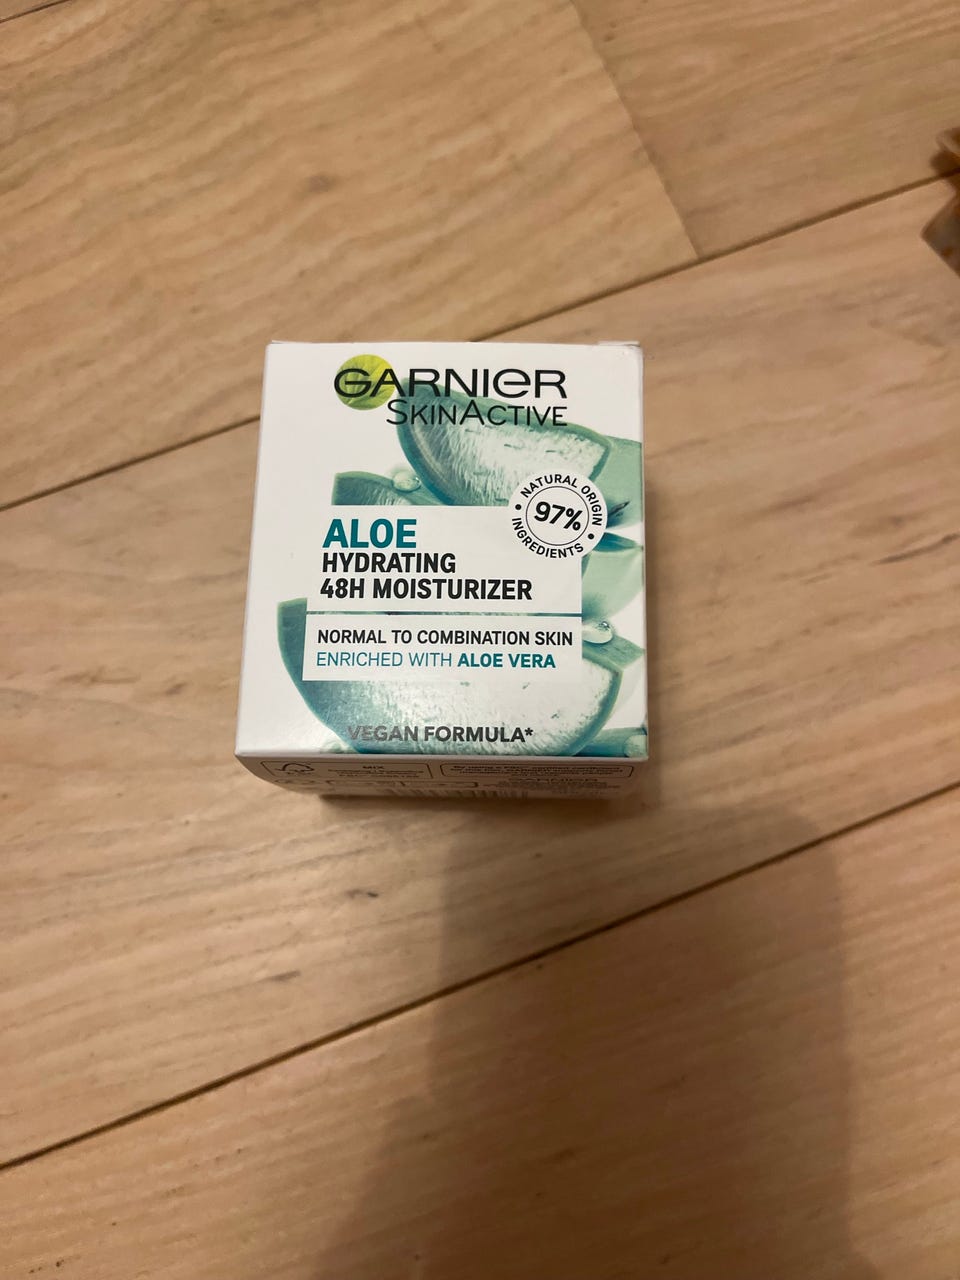 GARNIER
SKINACTIVE
NATURAL ORIGIN
97%
INGREDIENTS
ALOE
HYDRATING
48H MOISTURIZER
NORMAL TO COMBINATION SKIN
ENRICHED WITH ALOE VERA
VEGAN FORMULA*
MIX